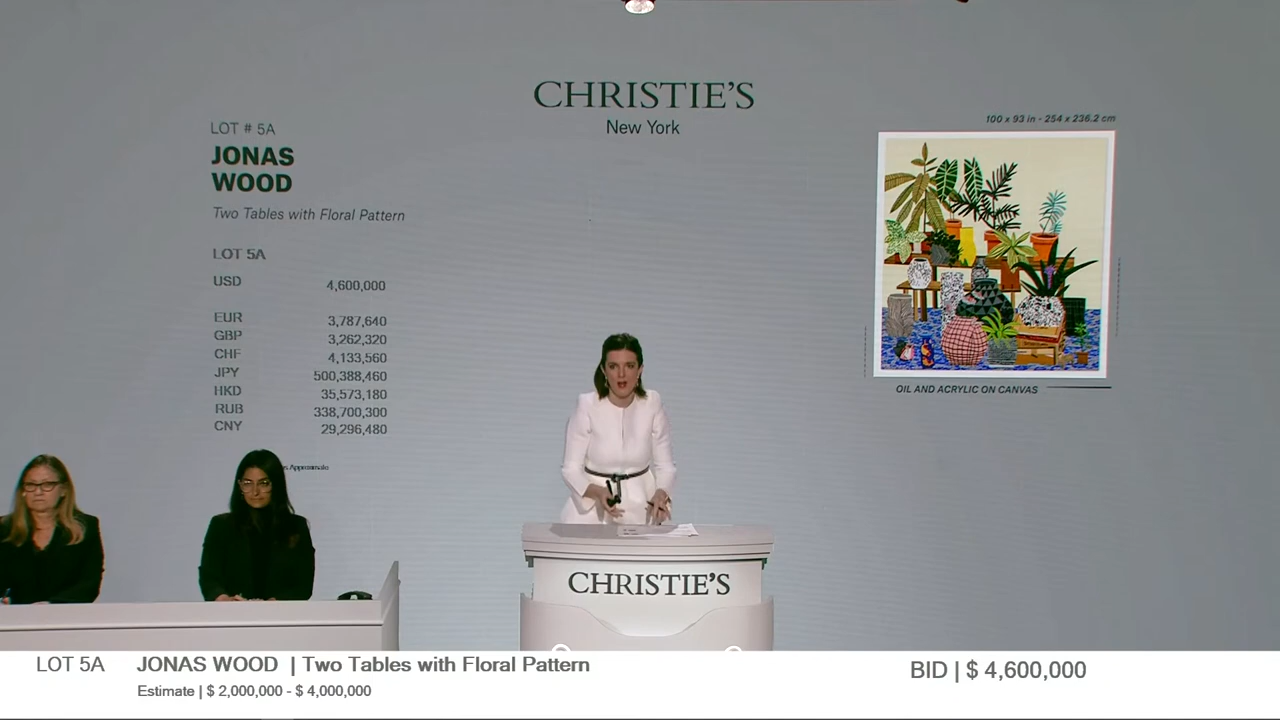 CHRISTIE'S
New York
LOT # 5A
JONAS
WOOD
Two Tables with Floral Pattern
LOT 5A
USD 4,600,000
EUR 3,787,640
GBP 3,262,320
CHF 4,133,560
JPY 500,388,460
HKD 35,573,180
RUB 338,700,300
CNY 29,296,480
Approximate
100 x 93 in - 254 x 236.2 cm
OIL AND ACRYLIC ON CANVAS
CHRISTIE'S
LOT 5A JONAS WOOD | Two Tables with Floral Pattern
Estimate | $ 2,000,000 - $ 4,000,000
BID | $ 4,600,000